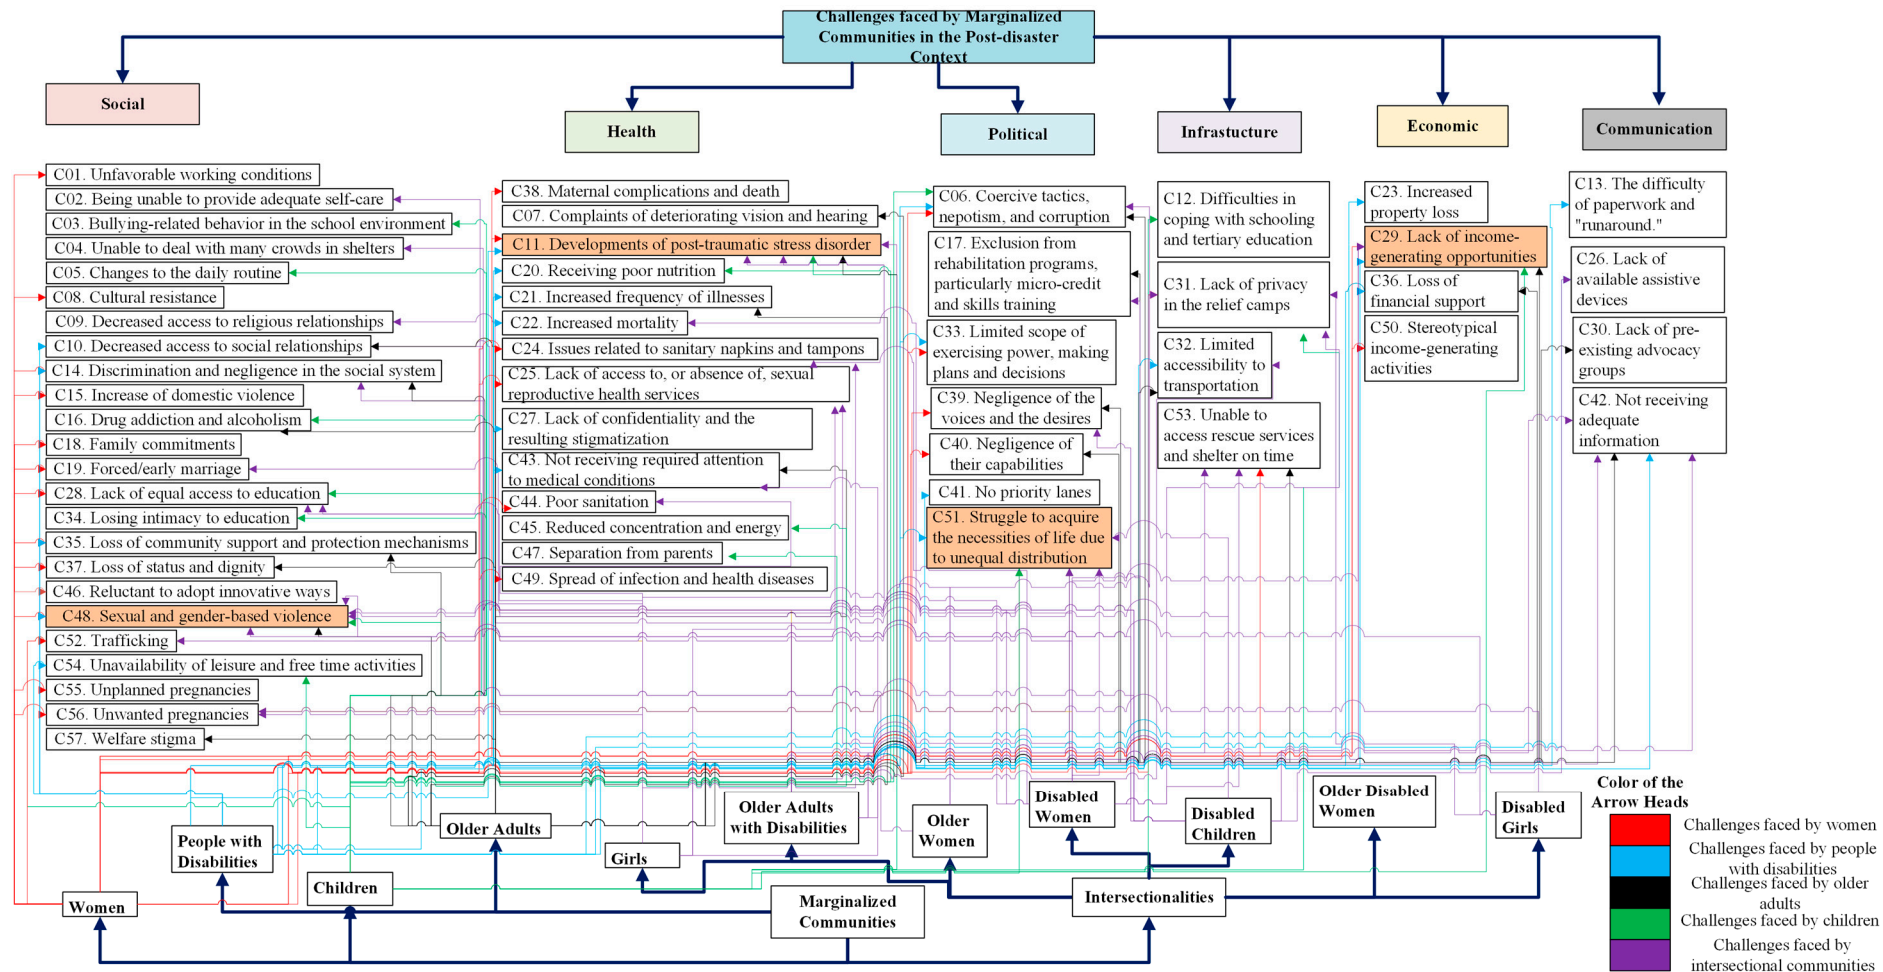 Challenges faced by Marginalized
Communities in the Post-disaster
Context
Social
Health
Political
Infrastucture
Economic
Communication
C01. Unfavorable working conditions
C02. Being unable to provide adequate self-care
C03. Bullying-related behavior in the school environment
C04. Unable to deal with many crowds in shelters
C05. Changes to the daily routine
C08. Cultural resistance
C09. Decreased access to religious relationships
C10. Decreased access to social relationships
C14. Discrimination and negligence in the social system
C15. Increase of domestic violence
C16. Drug addiction and alcoholism
C18. Family commitments
C19. Forced/early marriage
C28. Lack of equal access to education
C34. Losing intimacy to education
C35. Loss of community support and protection mechanisms
C37. Loss of status and dignity
C46. Reluctant to adopt innovative ways
C48. Sexual and gender-based violence
C52. Trafficking
C54. Unavailability of leisure and free time activities
C55. Unplanned pregnancies
C56. Unwanted pregnancies
C57. Welfare stigma
C38. Maternal complications and death
C07. Complaints of deteriorating vision and hearing
C11. Developments of post-traumatic stress disorder
C20. Receiving poor nutrition
C21. Increased frequency of illnesses
C22. Increased mortality
C24. Issues related to sanitary napkins and tampons
C25. Lack of access to, or absence of, sexual
reproductive health services
C27. Lack of confidentiality and the
resulting stigmatization
C43. Not receiving required attention
to medical conditions
C44. Poor sanitation
C45. Reduced concentration and energy
C47. Separation from parents
C49. Spread of infection and health diseases
C06. Coercive tactics,
nepotism, and corruption
C17. Exclusion from
rehabilitation programs,
particularly micro-credit
and skills training
C33. Limited scope of
exercising power, making
plans and decisions
C39. Negligence of the
voices and the desires
C40. Negligence of
their capabilities
C41. No priority lanes
C51. Struggle to acquire
the necessities of life due
to unequal distribution
C12. Difficulties in
coping with schooling
and tertiary education
C31. Lack of privacy
in the relief camps
C32. Limited
accessibility to
transportation
C53. Unable to
access rescue services
and shelter on time
C23. Increased
property loss
C29. Lack of income-
generating opportunities
C36. Loss of
financial support
C50. Stereotypical
income-generating
activities
C13. The difficulty
of paperwork and
"runaround."
C26. Lack of
available assistive
devices
C30. Lack of pre-
existing advocacy
groups
C42. Not receiving
adequate
information
Women
People with
Disabilities
Children
Older Adults
Girls
Older Adults
with Disabilities
Older
Women
Disabled
Women
Disabled
Children
Older Disabled
Women
Disabled
Girls
Marginalized
Communities
Intersectionalities
Color of the
Arrow Heads
Challenges faced by women
Challenges faced by people
with disabilities
Challenges faced by older
adults
Challenges faced by children
Challenges faced by
intersectional communities